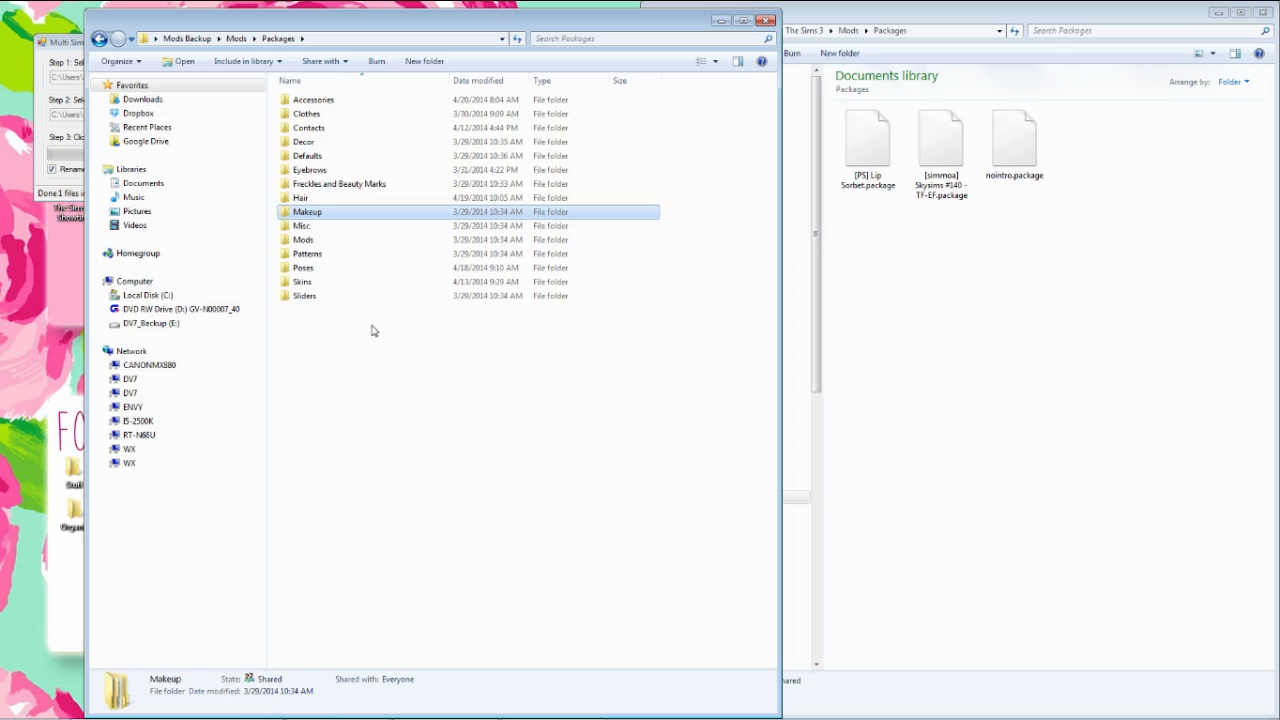 Multi Sim
Step 1: Sel
C:\Users\
Step 2: Sel
C:\Users\
Step 3: Clic
Rename
Done 1 files in
The Sims
FO
Stuff
Organi
Mods Backup Mods Packages
Search Packages
Organize Open Include in library Share with Burn New folder
Favorites
Downloads
Dropbox
Recent Places
Google Drive
Libraries
Documents
Music
Pictures
Videos
Homegroup
Computer
Local Disk (C:)
DVD RW Drive (D:) GV-N00007_40
DV7_Backup (E:)
Network
CANONMX880
DV7
DV7
ENVY
I5-2500K
RT-N66U
WX
WX
Name Date modified Type Size
Accessories 4/20/2014 8:04 AM File folder
Clothes 3/30/2014 9:09 AM File folder
Contacts 4/12/2014 4:44 PM File folder
Decor 3/29/2014 10:35 AM File folder
Defaults 3/29/2014 10:36 AM File folder
Eyebrows 3/31/2014 4:22 PM File folder
Freckles and Beauty Marks 3/29/2014 10:33 AM File folder
Hair 4/19/2014 10:05 AM File folder
Makeup 3/29/2014 10:34 AM File folder
Misc 3/29/2014 10:34 AM File folder
Mods 3/29/2014 10:34 AM File folder
Patterns 3/29/2014 10:34 AM File folder
Poses 4/18/2014 9:10 AM File folder
Skins 4/13/2014 9:29 AM File folder
Sliders 3/29/2014 10:34 AM File folder
Makeup State: Shared Shared with: Everyone
File folder Date modified: 3/29/2014 10:34 AM
The Sims 3 Mods Packages
Search Packages
Burn New folder
Documents library
Packages
Arrange by: Folder
[PS] Lip
Sorbet.package
[simmoa]
Skysims #140 -
TF-EF.package
nointro.package
ared